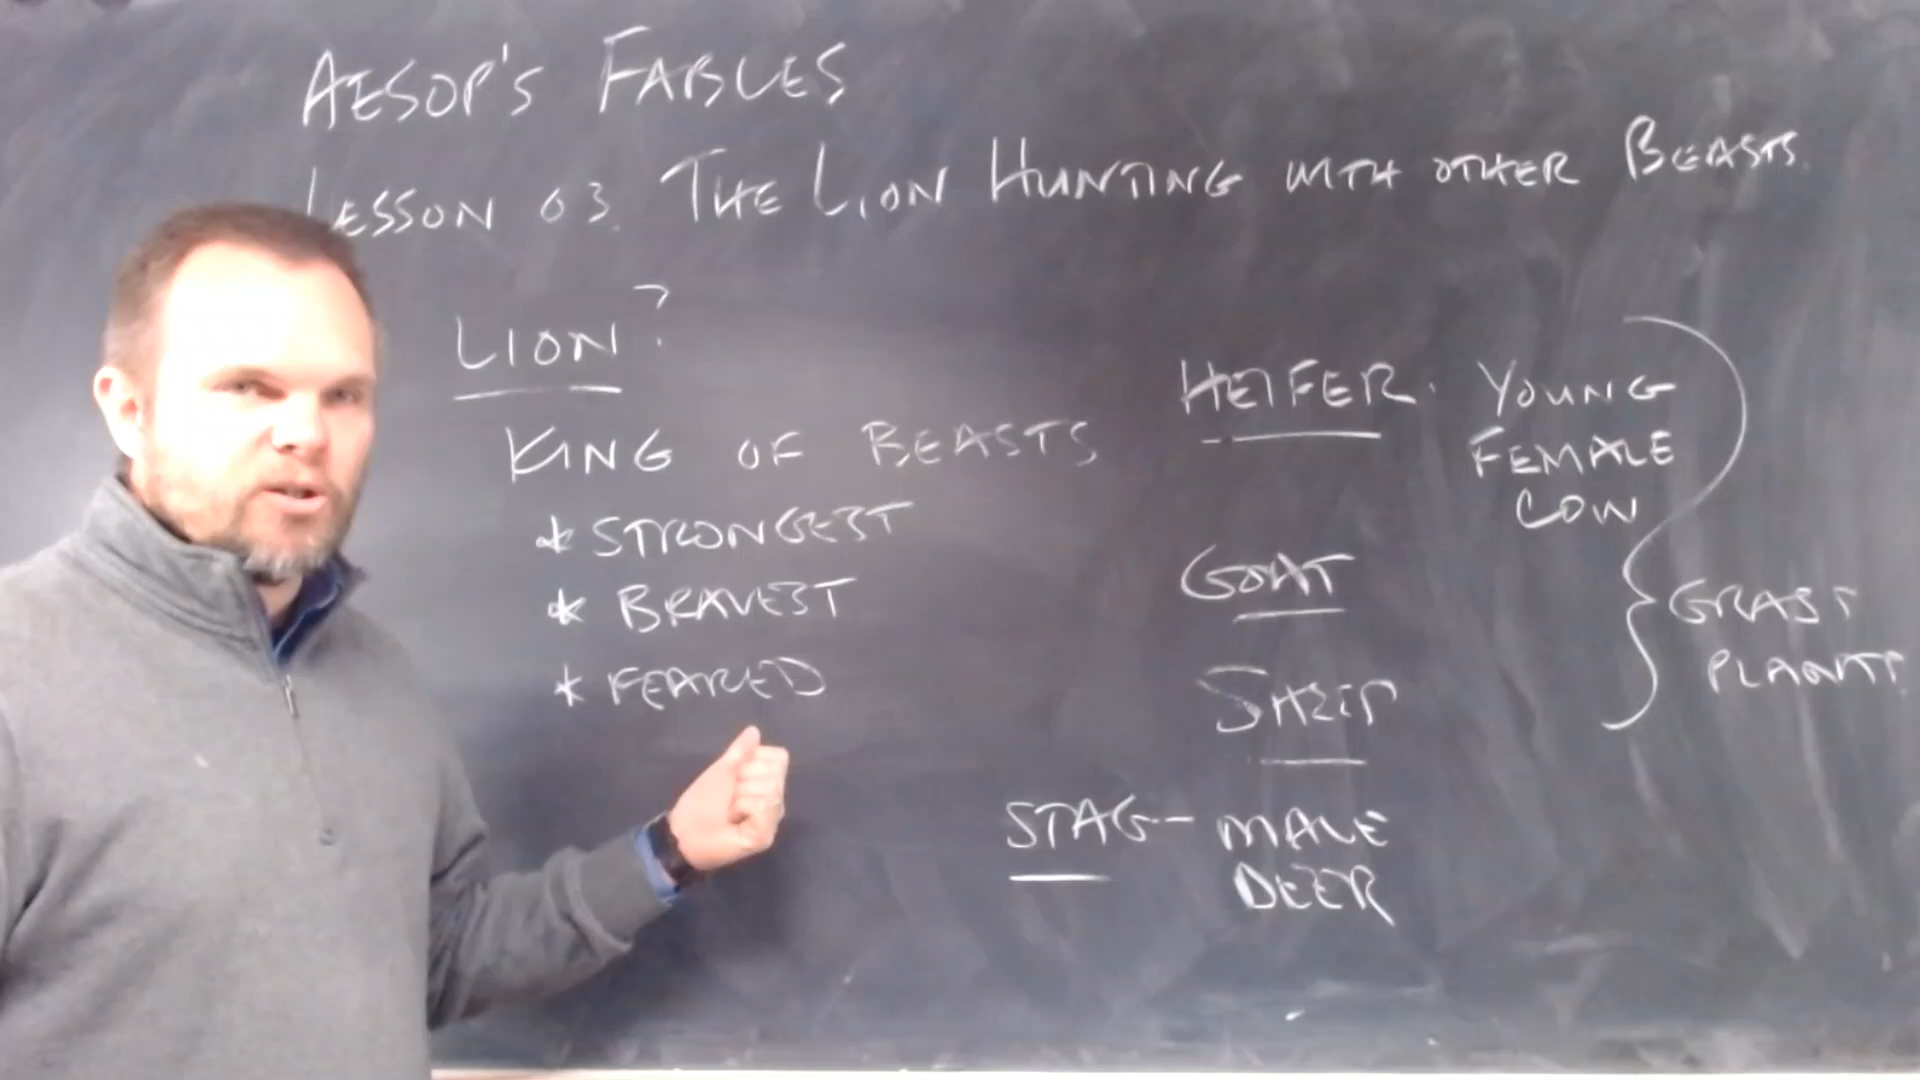 AESOP'S FABLES
LESSON 03. THE LION HUNTING WITH OTHER BEASTS.
LION?
KING OF BEASTS
* STRONGEST
* BRAVEST
* FEARED
HEIFER. YOUNG
FEMALE
COW
GOAT
SHEEP
GRASS
PLANTS
STAG - MALE
DEER